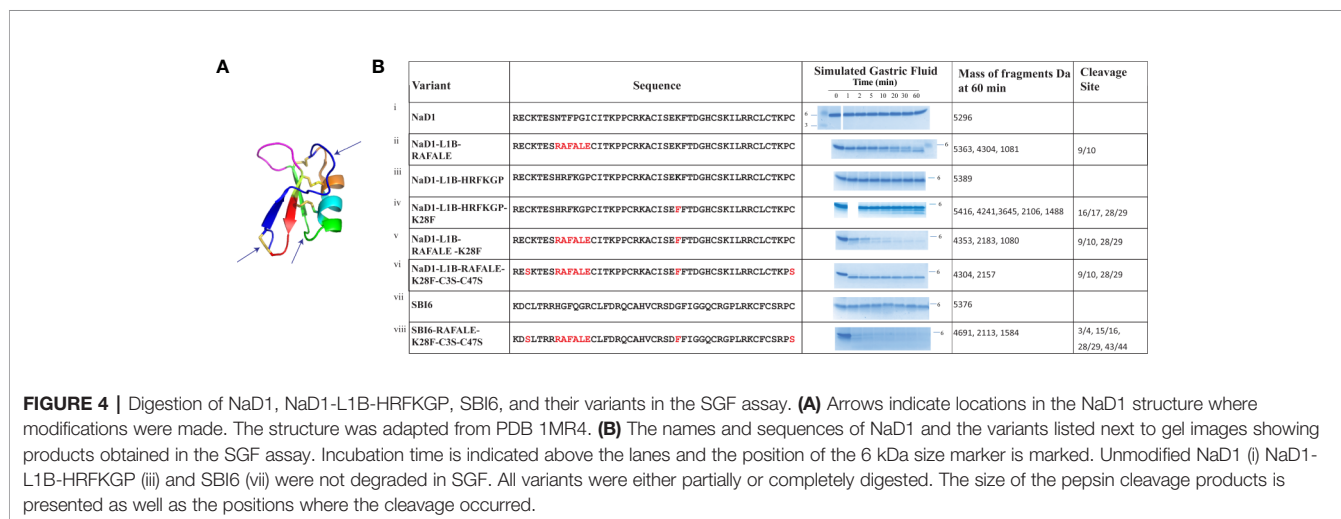 A
B
Variant Sequence Simulated Gastric Fluid Mass of fragments Da Cleavage
Time (min) at 60 min Site
0 1 2 5 10 20 30 60
i NaD1 RECKTESNTFPGICITKPPCRKACISEKFTDGHCSKILRRCLCTKPC 6 5296
3
ii NaD1-L1B- RECKTESRAFALECITKPPCRKACISEKFTDGHCSKILRRCLCTKPC —6 5363, 4304, 1081 9/10
RAFALE
iii NaD1-L1B-HRFKGP RECKTESHRFKGPCITKPPCRKACISEKFTDGHCSKILRRCLCTKPC —6 5389
iv NaD1-L1B-HRFKGP- RECKTESHRFKGPCITKPPCRKACISEFFTDGHCSKILRRCLCTKPC —6 5416, 4241,3645, 2106, 1488 16/17, 28/29
K28F
v NaD1-L1B- RECKTESRAFALECITKPPCRKACISEFFTDGHCSKILRRCLCTKPC —6 4353, 2183, 1080 9/10, 28/29
RAFALE -K28F
vi NaD1-L1B-RAFALE- RESKTESRAFALECITKPPCRKACISEFFTDGHCSKILRRCLCTKPS —6 4304, 2157 9/10, 28/29
K28F-C3S-C47S
vii SBI6 KDCLTRRHGFQGRCLFDRQCAHVCRSDGFIGGQCRGPLRKCFCSRPC —6 5376
viii SBI6-RAFALE- KDSLTRRRAFALECLFDRQCAHVCRSDFFIGGQCRGPLRKCFCSRPS —6 4691, 2113, 1584 3/4, 15/16,
K28F-C3S-C47S 28/29, 43/44
FIGURE 4 | Digestion of NaD1, NaD1-L1B-HRFKGP, SBI6, and their variants in the SGF assay. (A) Arrows indicate locations in the NaD1 structure where
modifications were made. The structure was adapted from PDB 1MR4. (B) The names and sequences of NaD1 and the variants listed next to gel images showing
products obtained in the SGF assay. Incubation time is indicated above the lanes and the position of the 6 kDa size marker is marked. Unmodified NaD1 (i) NaD1-
L1B-HRFKGP (iii) and SBI6 (vii) were not degraded in SGF. All variants were either partially or completely digested. The size of the pepsin cleavage products is
presented as well as the positions where the cleavage occurred.